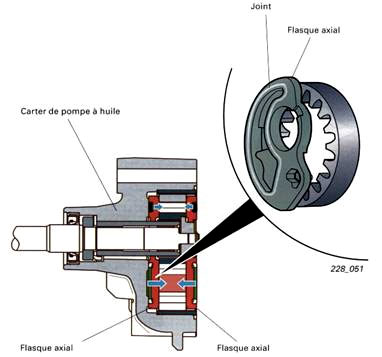 Joint
Flasque axial
Carter de pompe à huile
228_051
Flasque axial
Flasque axial